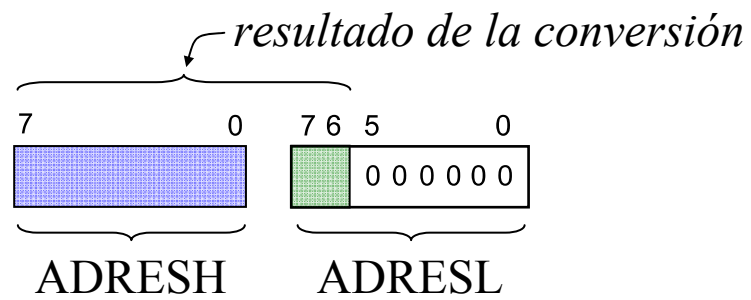 resultado de la conversión
7 0 7 6 5 0
0 0 0 0 0 0
ADRESH ADRESL